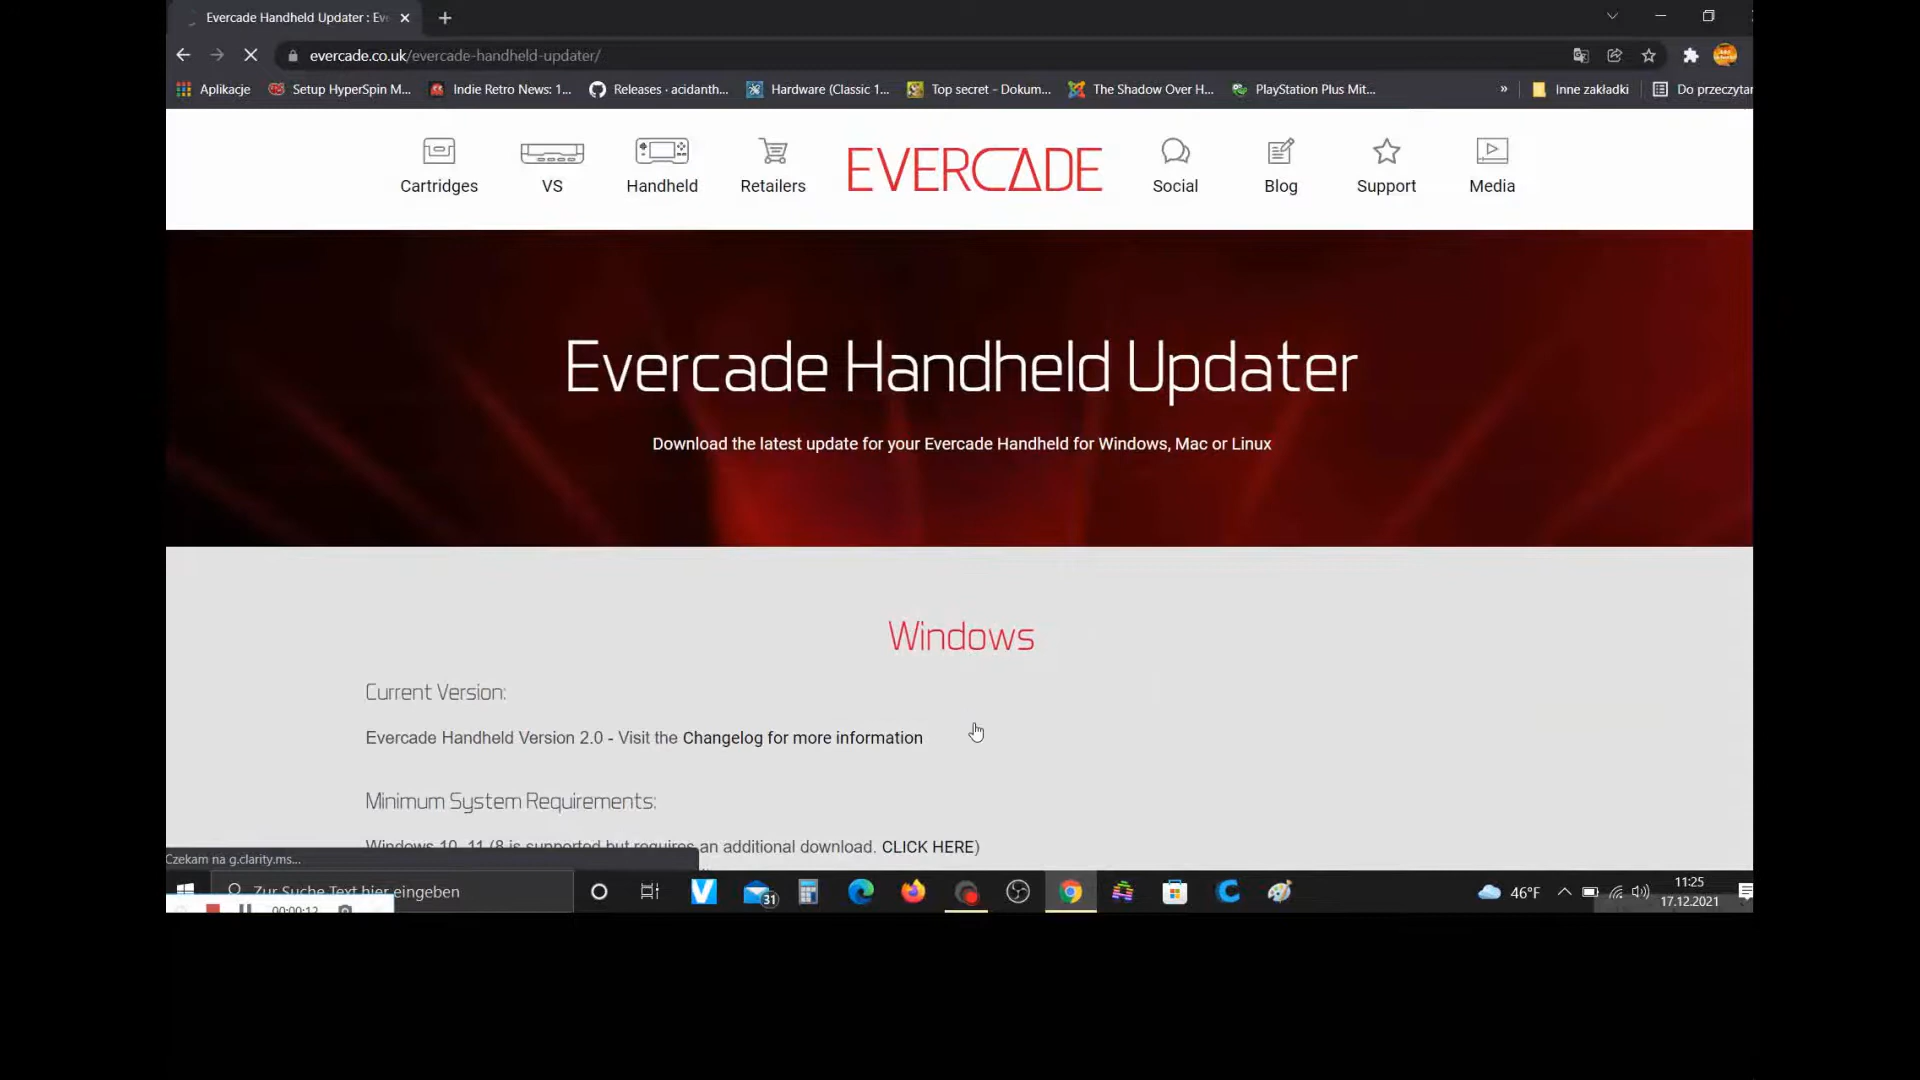 Evercade Handheld Updater : Ev
evercade.co.uk/evercade-handheld-updater/
Aplikacje Setup HyperSpin M... Indie Retro News: 1... Releases · acidanth... Hardware (Classic 1... Top secret – Dokum... The Shadow Over H... PlayStation Plus Mit... » Inne zakładki Do przeczytan
Cartridges VS Handheld Retailers EVERCADE Social Blog Support Media
Evercade Handheld Updater
Download the latest update for your Evercade Handheld for Windows, Mac or Linux
Windows
Current Version:
Evercade Handheld Version 2.0 - Visit the Changelog for more information
Minimum System Requirements:
Windows 10, 11 (8 is supported but requires an additional download. CLICK HERE)
Czekam na g.clarity.ms...
Zur Suche Text hier eingeben
31
46°F
11:25
17.12.2021
00:00:12